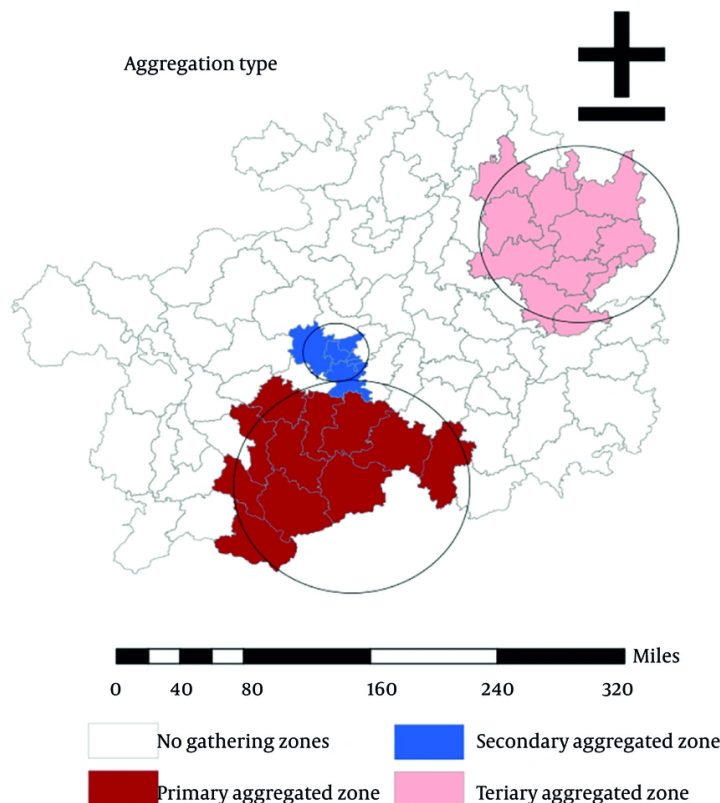 Aggregation type
Miles
0 40 80 160 240 320
No gathering zones
Secondary aggregated zone
Primary aggregated zone
Teriary aggregated zone